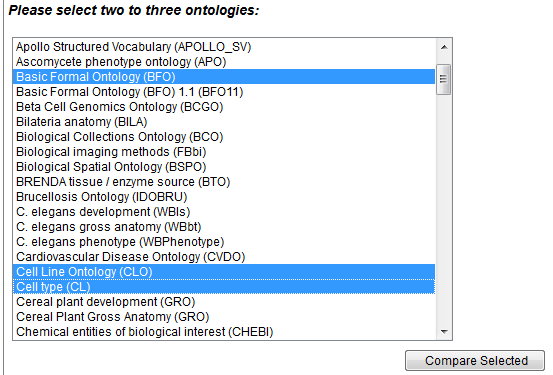 Please select two to three ontologies:
Apollo Structured Vocabulary (APOLLO_SV)
Ascomycete phenotype ontology (APO)
Basic Formal Ontology (BFO)
Basic Formal Ontology (BFO) 1.1 (BFO11)
Beta Cell Genomics Ontology (BCGO)
Bilateria anatomy (BILA)
Biological Collections Ontology (BCO)
Biological imaging methods (FBbi)
Biological Spatial Ontology (BSPO)
BRENDA tissue / enzyme source (BTO)
Brucellosis Ontology (IDOBRU)
C. elegans development (WBls)
C. elegans gross anatomy (WBbt)
C. elegans phenotype (WBPhenotype)
Cardiovascular Disease Ontology (CVDO)
Cell Line Ontology (CLO)
Cell type (CL)
Cereal plant development (GRO)
Cereal Plant Gross Anatomy (GRO)
Chemical entities of biological interest (CHEBI)
Compare Selected